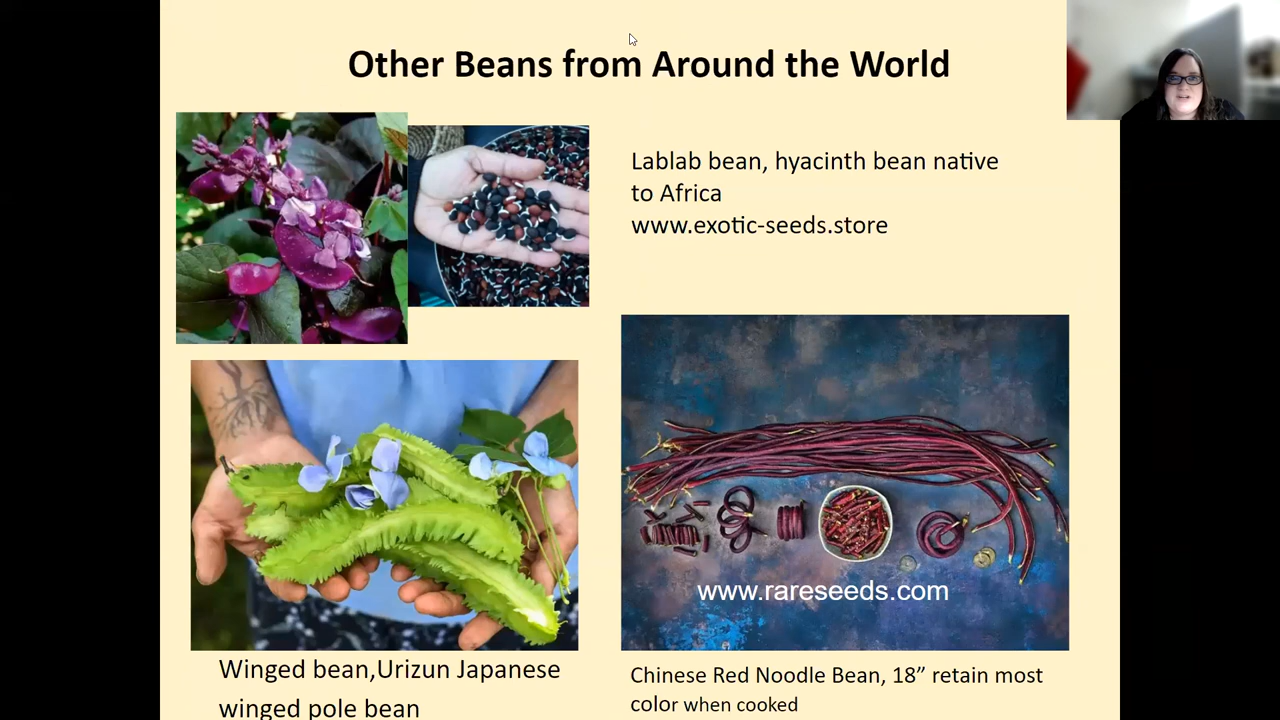 Other Beans from Around the World
Lablab bean, hyacinth bean native
to Africa
www.exotic-seeds.store
www.rareseeds.com
Winged bean,Urizun Japanese
winged pole bean
Chinese Red Noodle Bean, 18” retain most
color when cooked